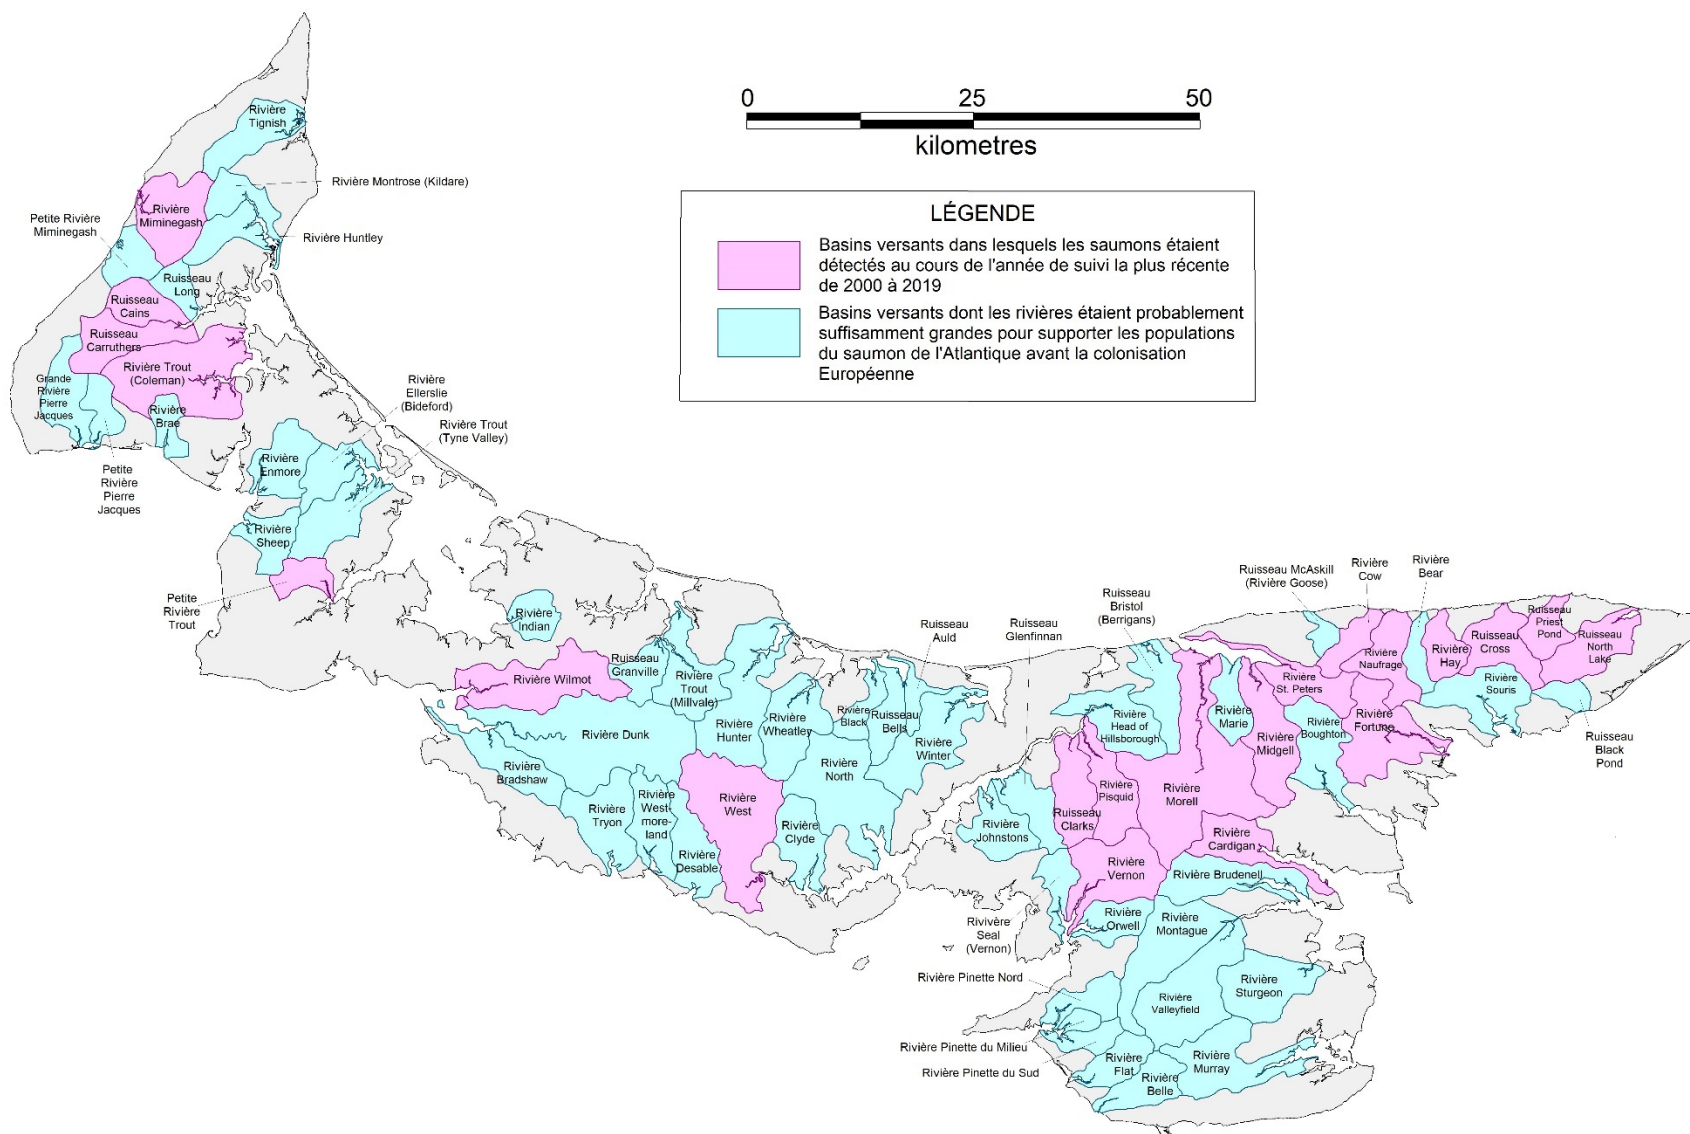 0 25 50
kilometres
LÉGENDE
Basins versants dans lesquels les saumons étaient
détectés au cours de l'année de suivi la plus récente
de 2000 à 2019
Basins versants dont les rivières étaient probablement
suffisamment grandes pour supporter les populations
du saumon de l'Atlantique avant la colonisation
Européenne
Rivière
Tignish
Rivière Montrose (Kildare)
Rivière
Miminegash
Petite Rivière
Miminegash
Rivière Huntley
Ruisseau
Long
Ruisseau
Cains
Ruisseau
Carruthers
Rivière Trout
(Coleman)
Grande
Rivière
Pierre
Jacques
Rivière
Brae
Petite
Rivière
Pierre
Jacques
Rivière
Ellerslie
(Bideford)
Rivière Trout
(Tyne Valley)
Rivière
Enmore
Rivière
Sheep
Petite
Rivière
Trout
Rivière
Indian
Rivière Wilmot
Ruisseau
Granville
Rivière
Trout
(Millvale)
Rivière Dunk
Rivière
Hunter
Rivière
Wheatley
Rivière
Black
Ruisseau
Bells
Ruisseau
Auld
Rivière
Winter
Rivière
North
Rivière
Bradshaw
Rivière
Tryon
Rivière
West-
more-
land
Rivière
Desable
Rivière
West
Rivière
Clyde
Ruisseau
Glenfinnan
Ruisseau
Bristol
(Berrigans)
Ruisseau McAskill
(Rivière Goose)
Rivière
Cow
Rivière
Bear
Ruisseau
Priest
Pond
Ruisseau
North
Lake
Ruisseau
Cross
Rivière
Hay
Rivière
Naufrage
Rivière
St. Peters
Rivière
Souris
Ruisseau
Black
Pond
Rivière
Fortune
Rivière
Boughton
Rivière
Marie
Rivière
Midgell
Rivière
Head of
Hillsborough
Rivière
Morell
Rivière
Pisquid
Ruisseau
Clarks
Rivière
Johnstons
Rivière
Cardigan
Rivière
Vernon
Rivière Brudenell
Rivivère
Seal
(Vernon)
Rivière
Orwell
Rivière
Montague
Rivière Pinette Nord
Rivière
Sturgeon
Rivière
Valleyfield
Rivière Pinette du Milieu
Rivière Pinette du Sud
Rivière
Flat
Rivière
Belle
Rivière
Murray